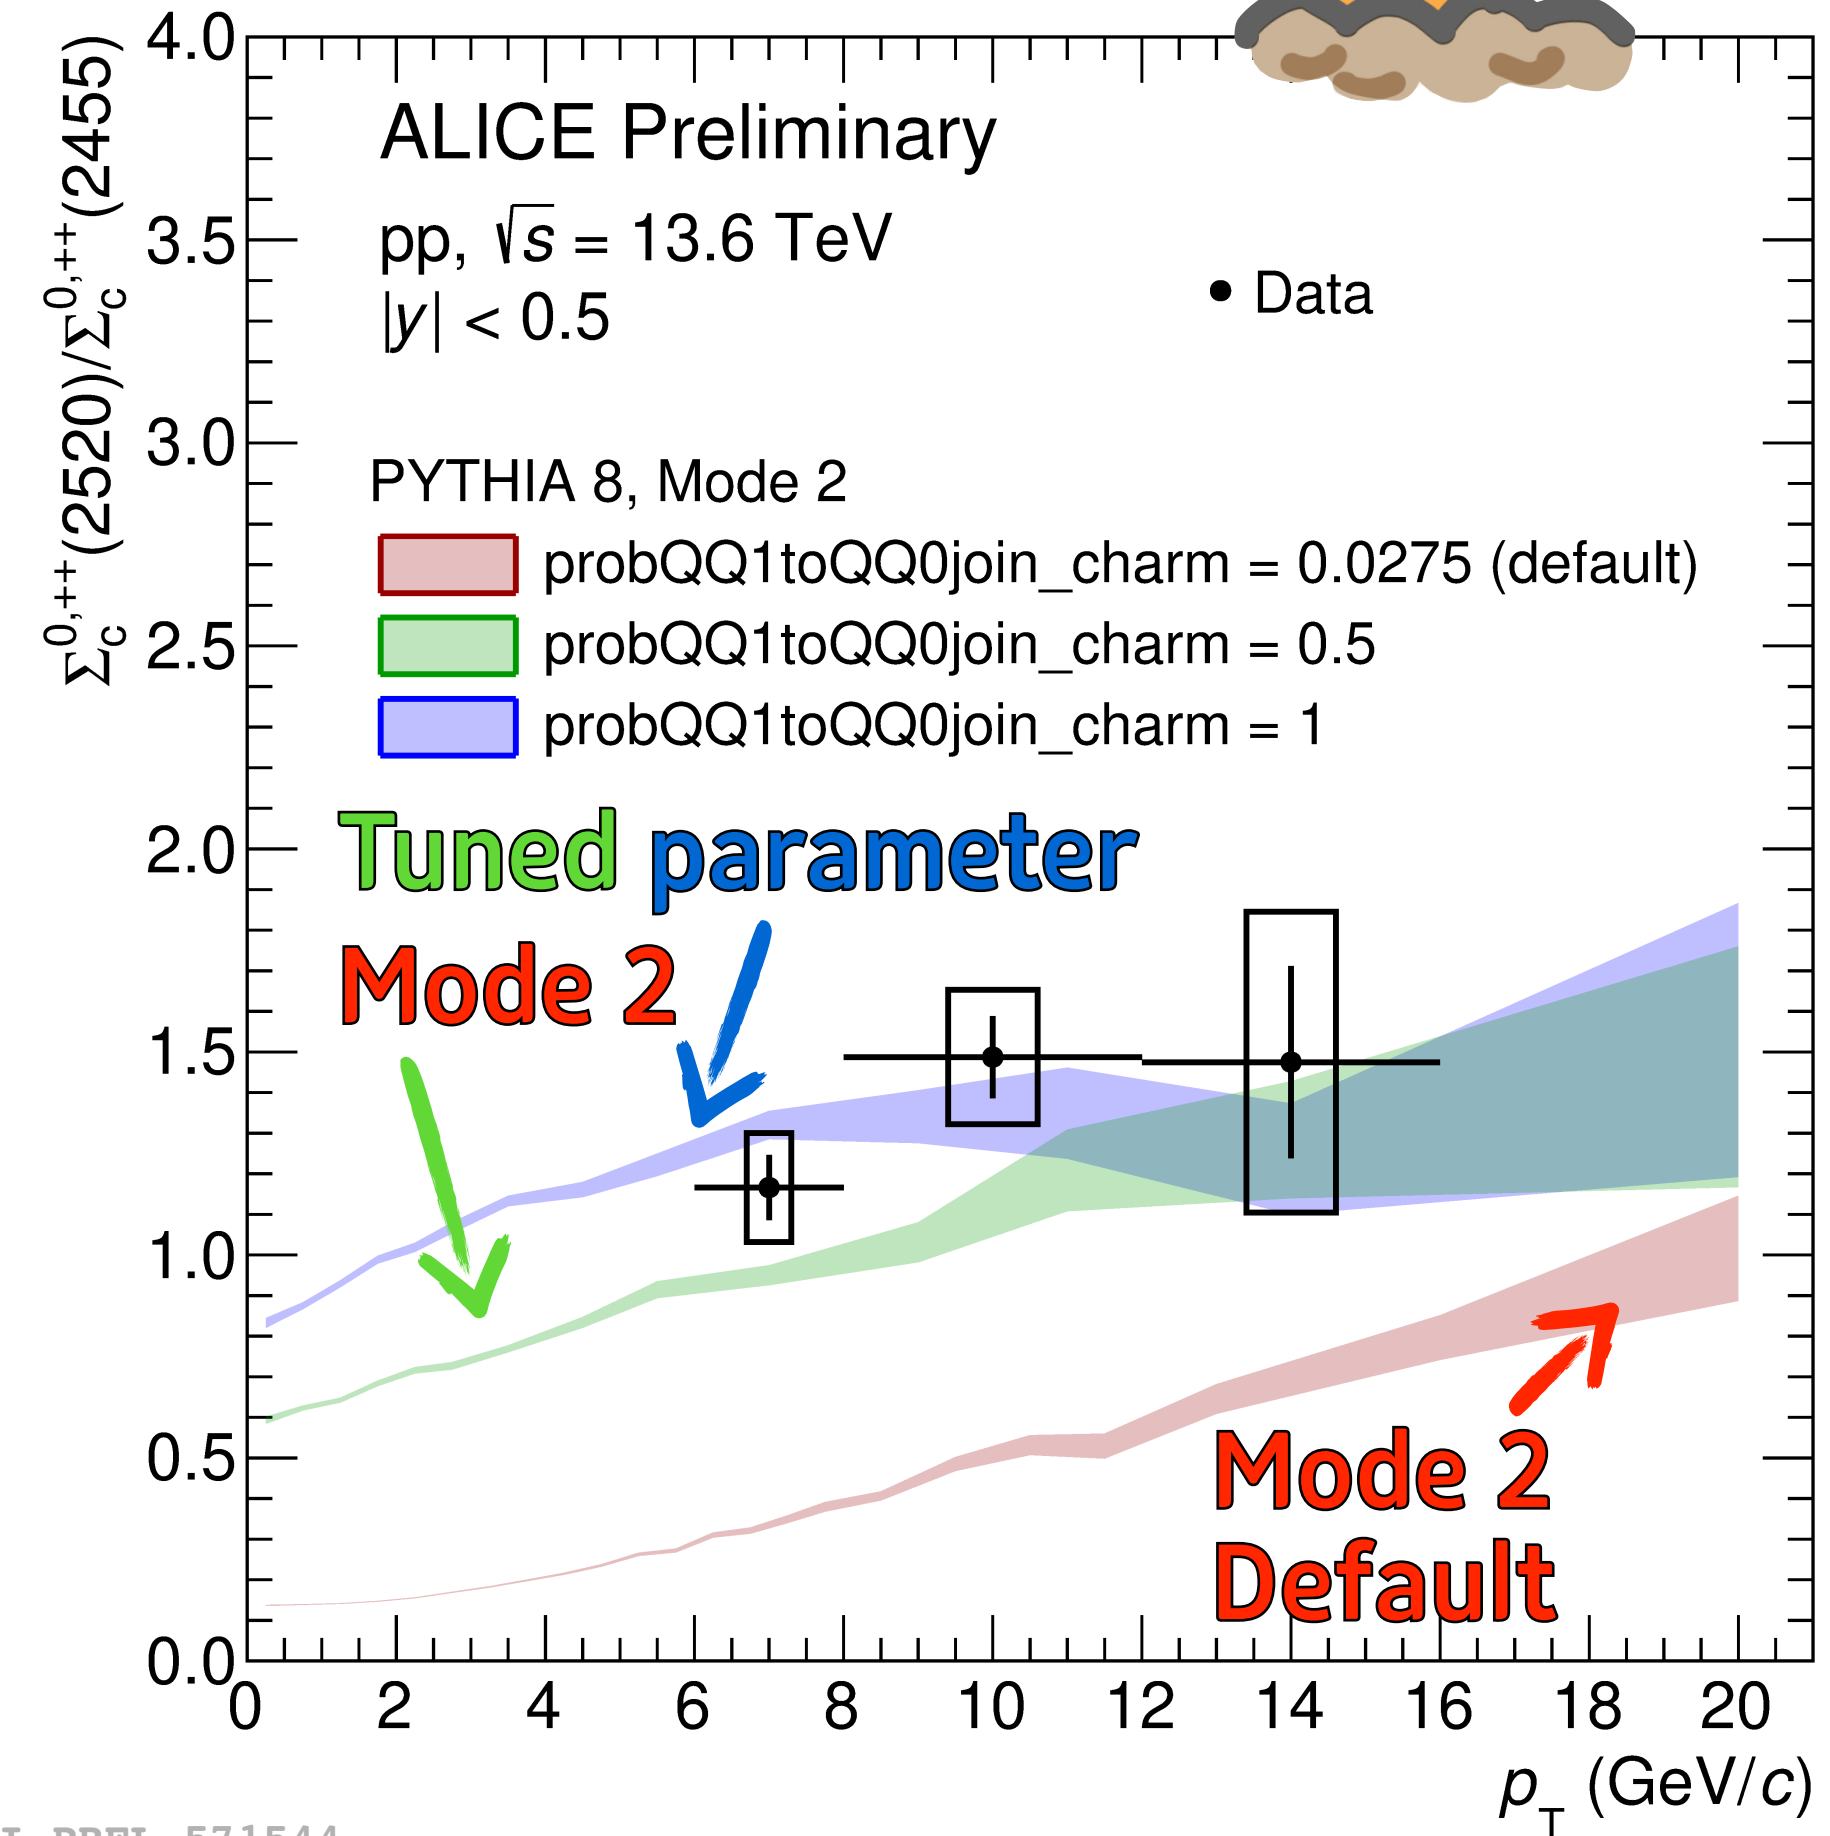 4.0
3.5
3.0
2.5
2.0
1.5
1.0
0.5
0.0
Σc0,++(2520)/Σc0,++(2455)
ALICE Preliminary
pp, √s = 13.6 TeV
|y| < 0.5
Data
PYTHIA 8, Mode 2
probQQ1toQQ0join_charm = 0.0275 (default)
probQQ1toQQ0join_charm = 0.5
probQQ1toQQ0join_charm = 1
Tuned parameter
Mode 2
Mode 2
Default
0 2 4 6 8 10 12 14 16 18 20
pT (GeV/c)